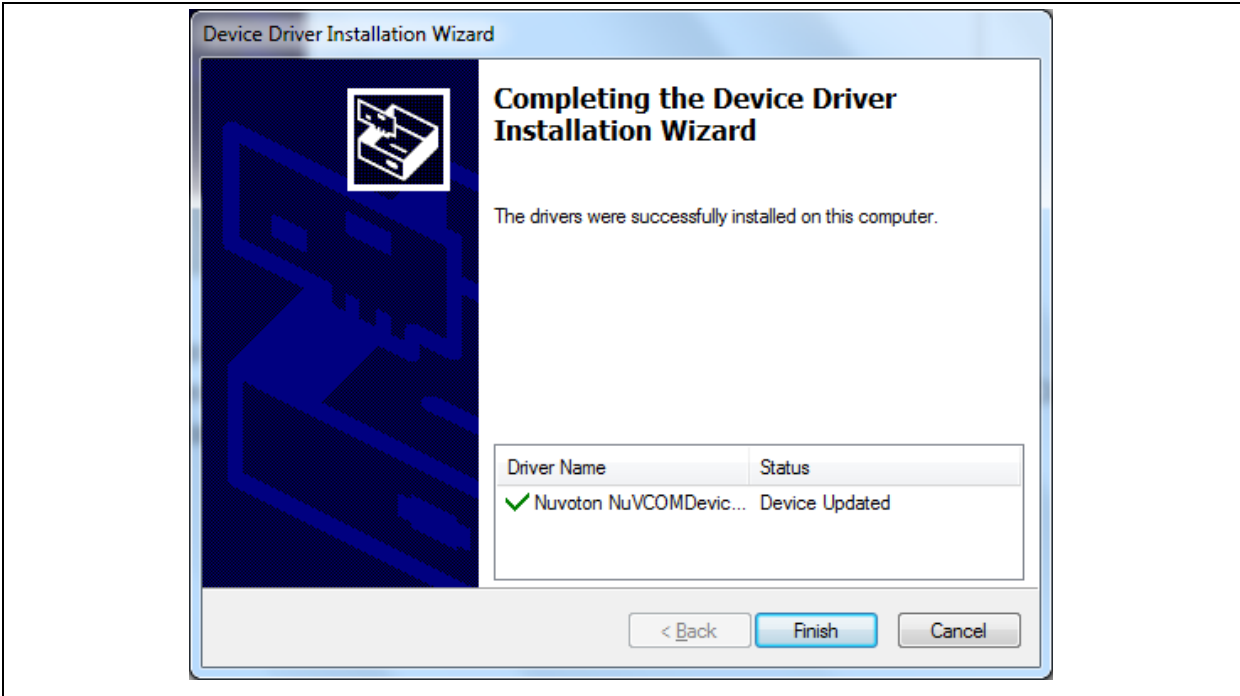 Device Driver Installation Wizard
Completing the Device Driver
Installation Wizard
The drivers were successfully installed on this computer.
Driver Name Status
Nuvoton NuVCOMDevic... Device Updated
< Back Finish Cancel